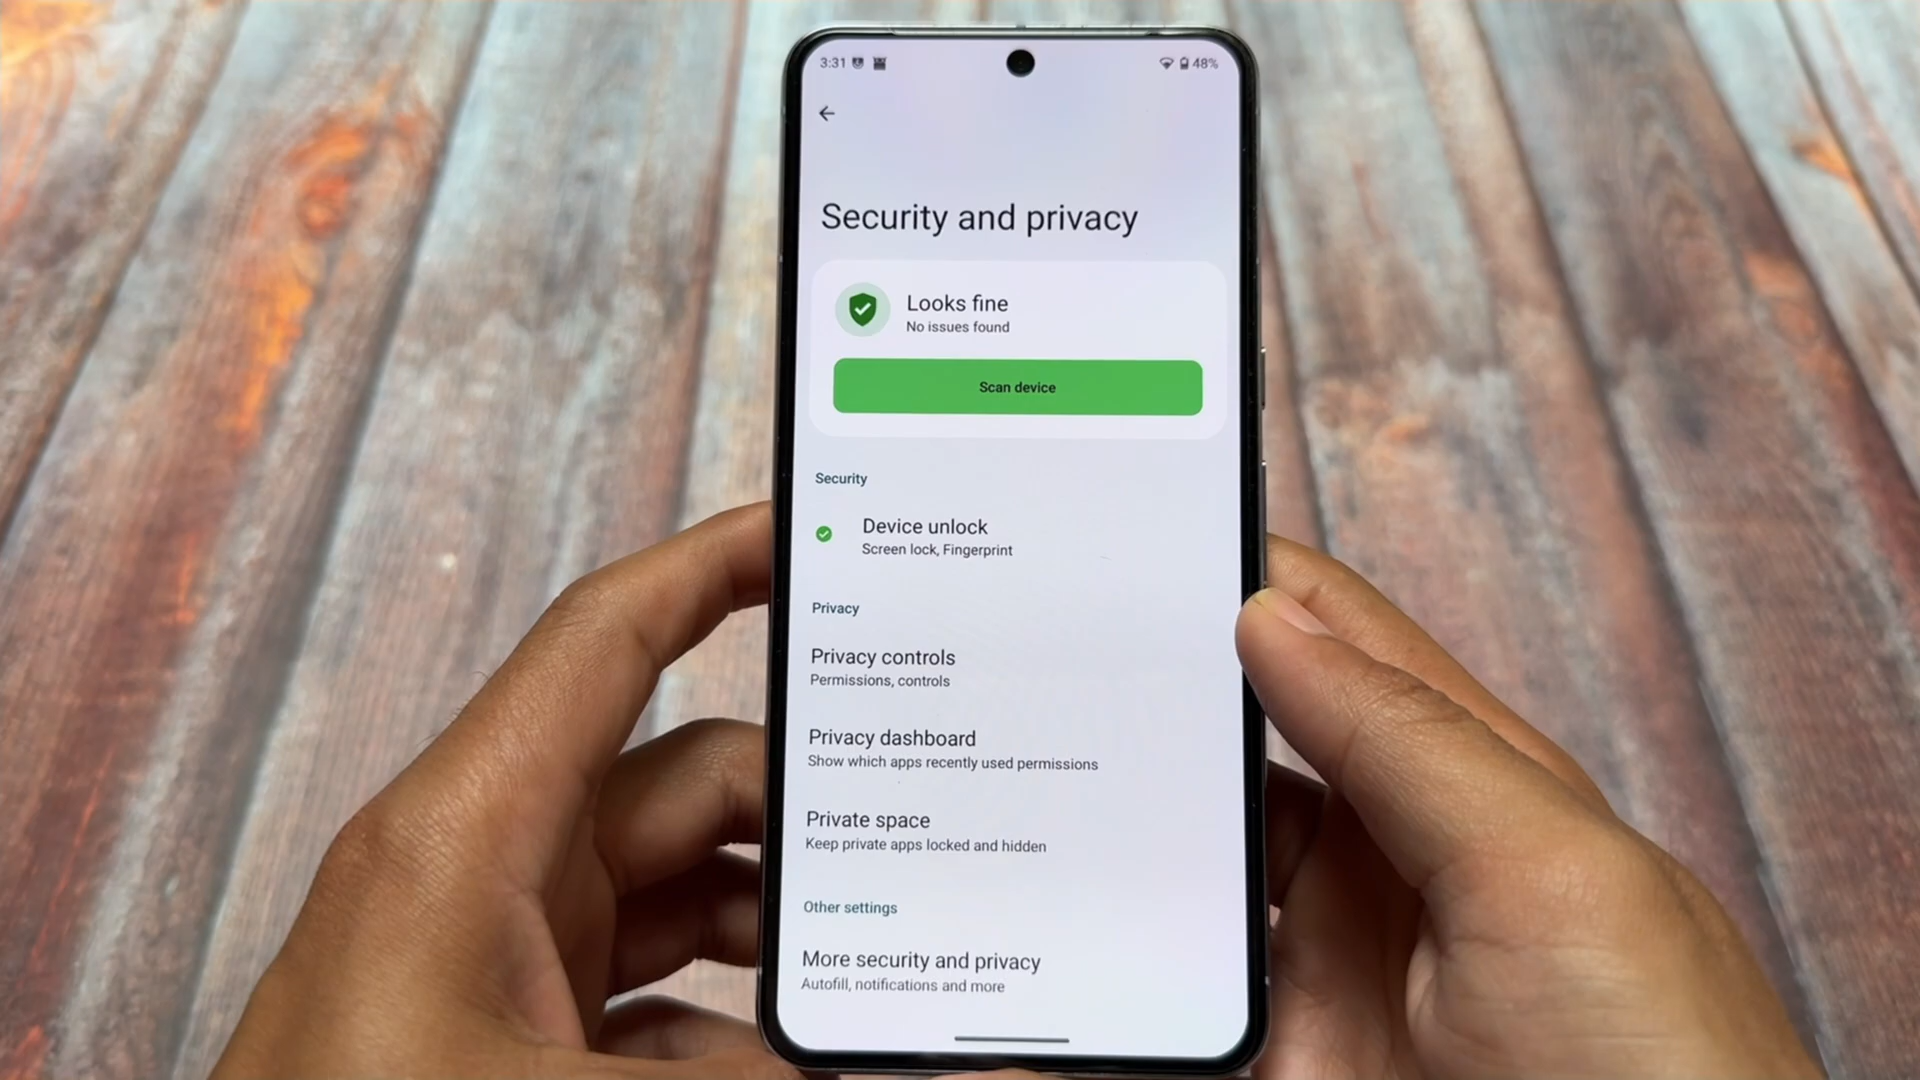 3:31
48%
Security and privacy
Looks fine
No issues found
Scan device
Security
Device unlock
Screen lock, Fingerprint
Privacy
Privacy controls
Permissions, controls
Privacy dashboard
Show which apps recently used permissions
Private space
Keep private apps locked and hidden
Other settings
More security and privacy
Autofill, notifications and more